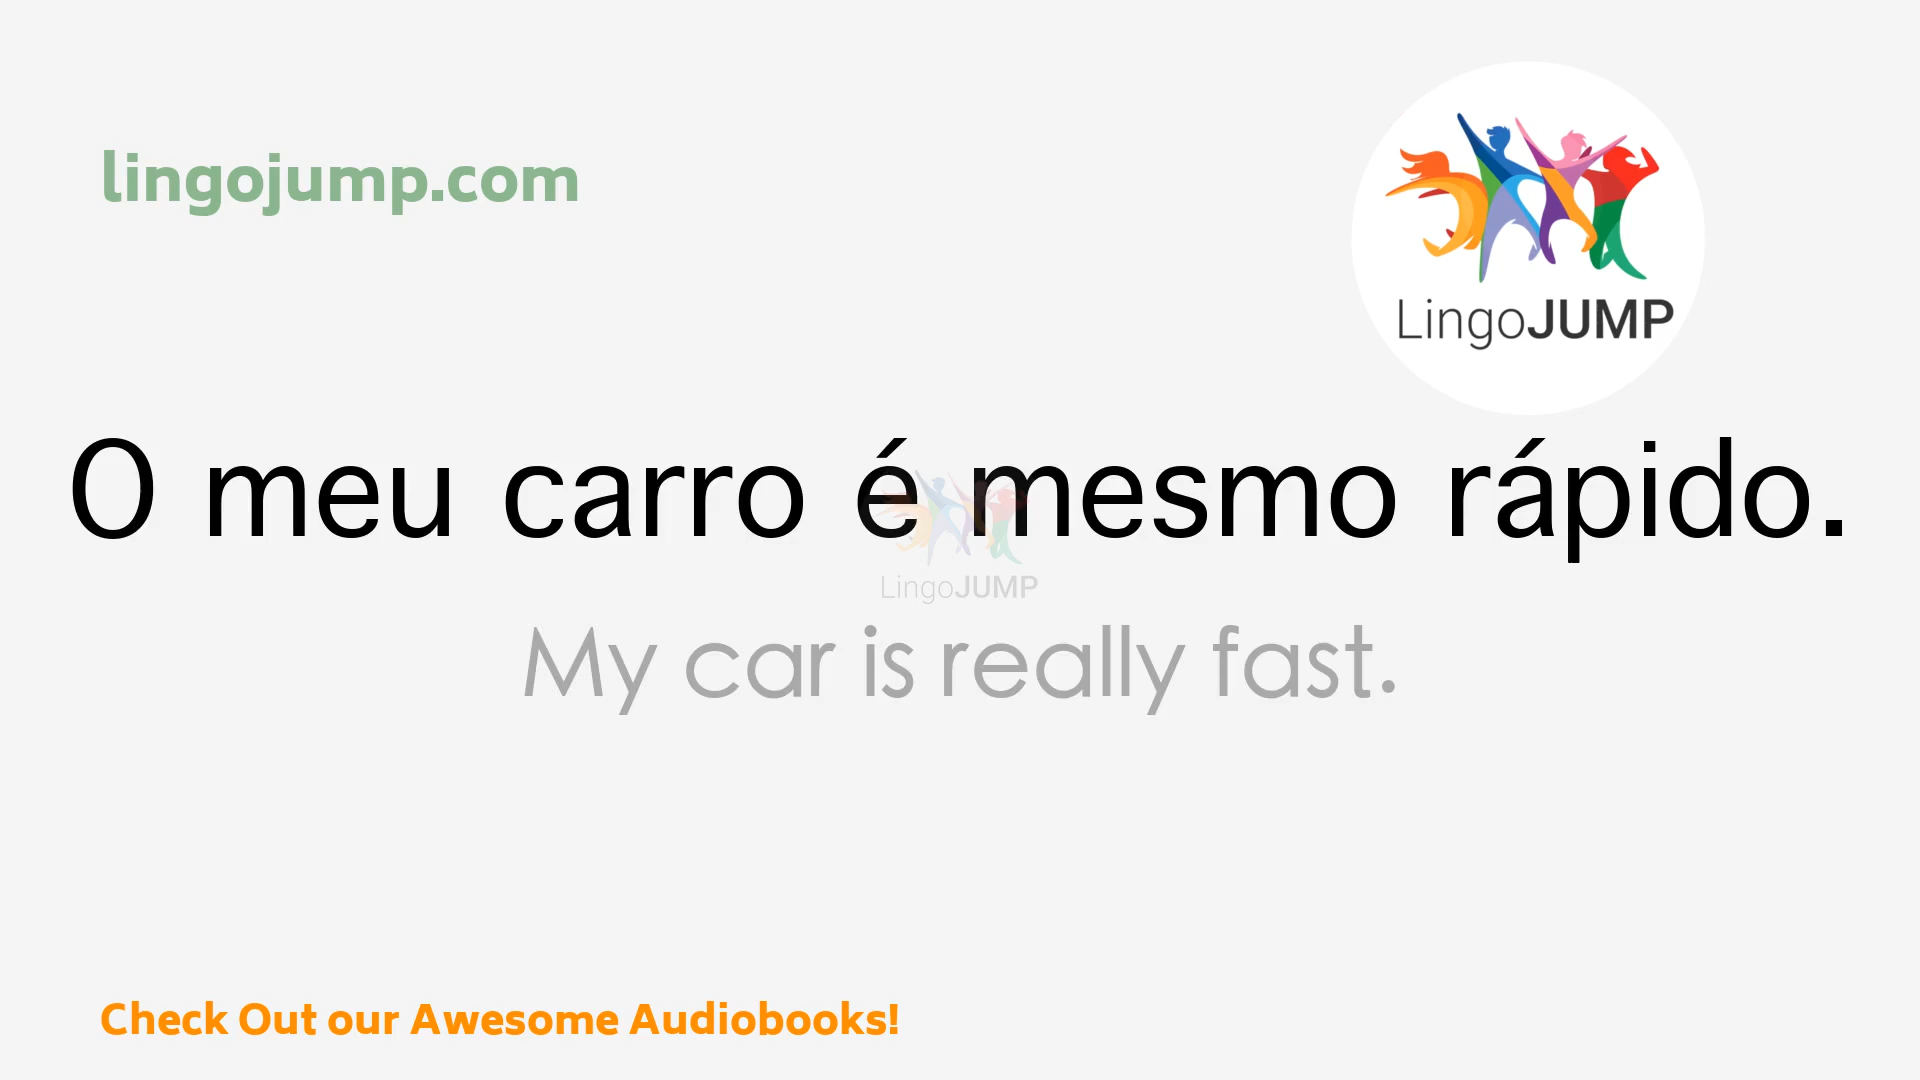 lingojump.com
LingoJUMP
O meu carro é mesmo rápido.
LingoJUMP
My car is really fast.
Check Out our Awesome Audiobooks!